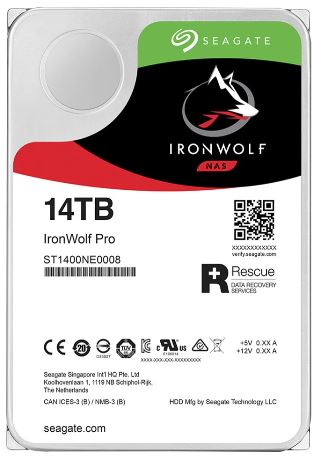 SEAGATE
IRONWOLF
NAS
14TB
IronWolf Pro
ST1400NE0008
XXXXXXXXXXXX
verify.seagate.com
R Rescue
DATA RECOVERY
SERVICES
+5V 0.XX A
+12V 0.XX A
Seagate Singapore Int'l HQ Pte. Ltd
Koolhovenlaan 1, 1119 NB Schiphol-Rijk,
The Netherlands
CAN ICES-3 (B) / NMB-3 (B)
HDD Mfg by Seagate Technology LLC
seagate.com